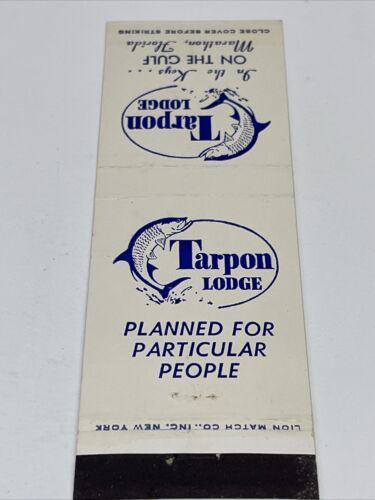 CLOSE COVER BEFORE STRIKING
Tarpon
LODGE
In the Keys . . . .
ON THE GULF
Marathon, Florida
Tarpon
LODGE
PLANNED FOR
PARTICULAR
PEOPLE
LION MATCH CO., INC. NEW YORK